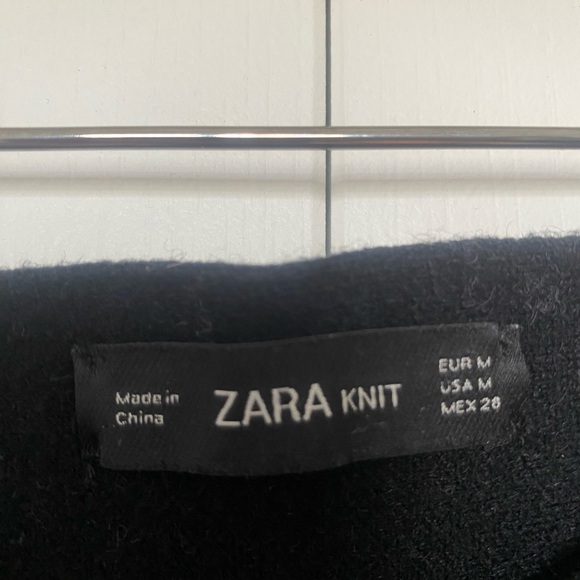 Made in
China
ZARA KNIT
EUR M
USA M
MEX 28